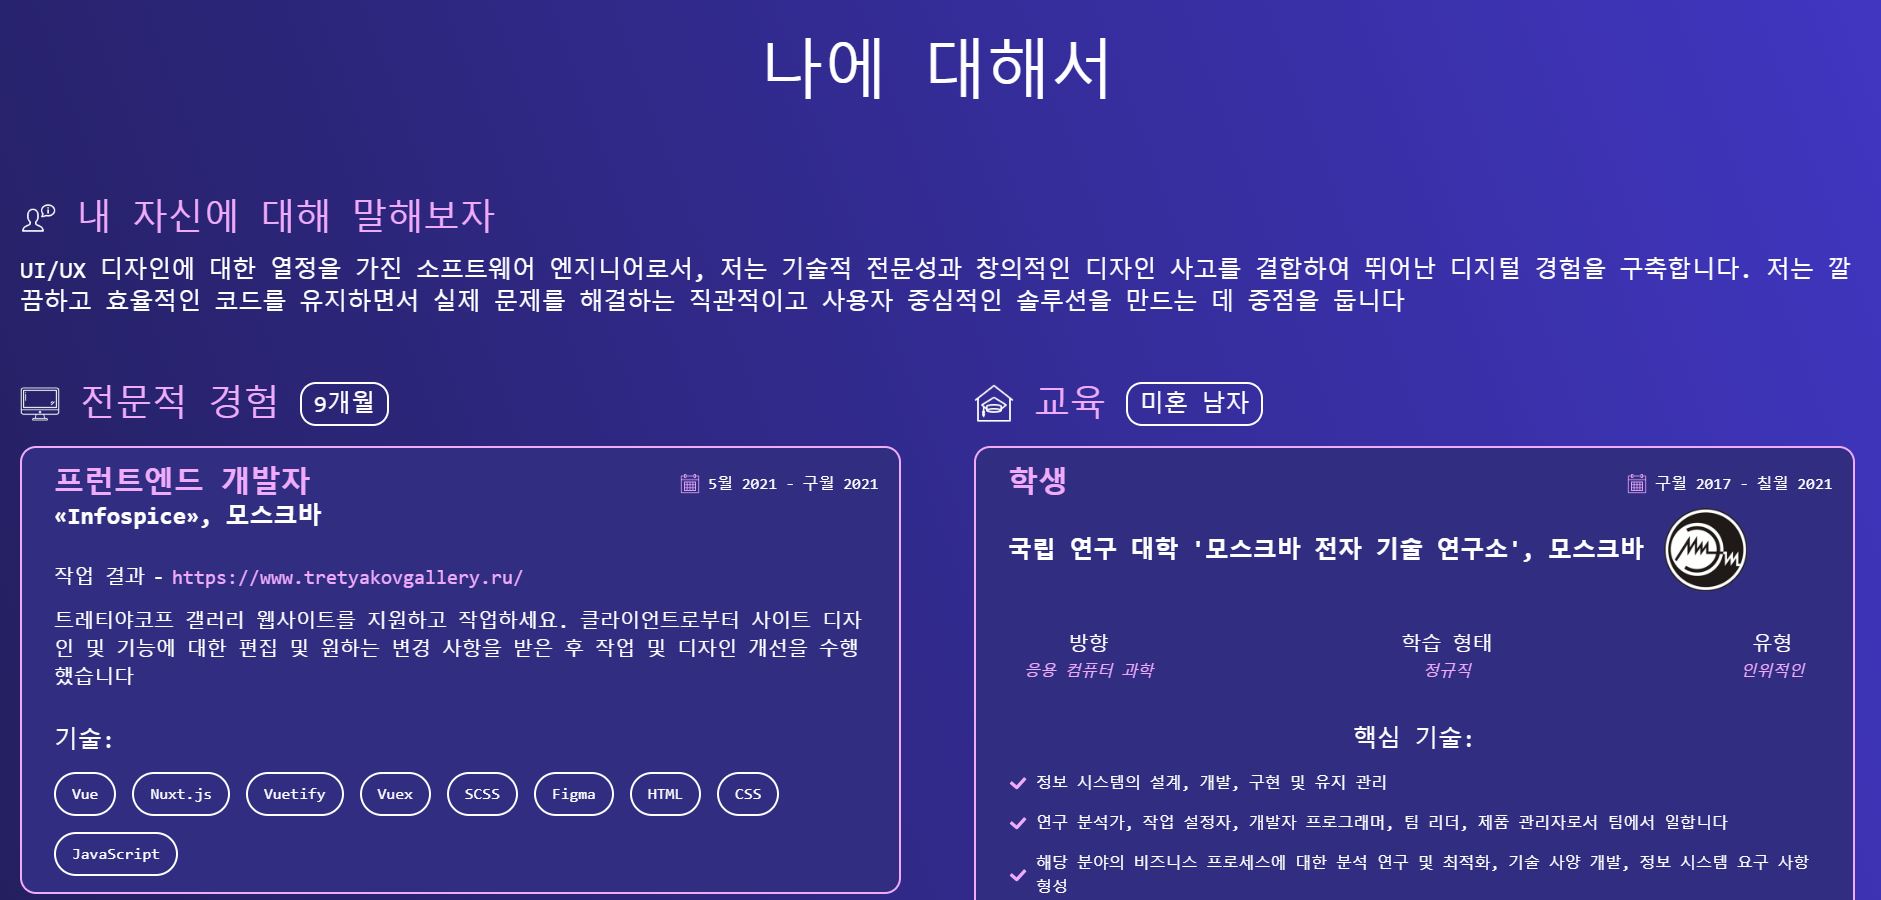 나에 대해서
내 자신에 대해 말해보자
UI/UX 디자인에 대한 열정을 가진 소프트웨어 엔지니어로서, 저는 기술적 전문성과 창의적인 디자인 사고를 결합하여 뛰어난 디지털 경험을 구축합니다. 저는 깔
끔하고 효율적인 코드를 유지하면서 실제 문제를 해결하는 직관적이고 사용자 중심적인 솔루션을 만드는 데 중점을 둡니다
전문적 경험 9개월
프런트엔드 개발자
5월 2021 - 구월 2021
«Infospice», 모스크바
작업 결과 - https://www.tretyakovgallery.ru/
트레티야코프 갤러리 웹사이트를 지원하고 작업하세요. 클라이언트로부터 사이트 디자
인 및 기능에 대한 편집 및 원하는 변경 사항을 받은 후 작업 및 디자인 개선을 수행
했습니다
기술:
Vue Nuxt.js Vuetify Vuex SCSS Figma HTML CSS
JavaScript
교육 미혼 남자
학생
구월 2017 - 칠월 2021
국립 연구 대학 '모스크바 전자 기술 연구소', 모스크바
방향 학습 형태 유형
응용 컴퓨터 과학 정규직 인위적인
핵심 기술:
정보 시스템의 설계, 개발, 구현 및 유지 관리
연구 분석가, 작업 설정자, 개발자 프로그래머, 팀 리더, 제품 관리자로서 팀에서 일합니다
해당 분야의 비즈니스 프로세스에 대한 분석 연구 및 최적화, 기술 사양 개발, 정보 시스템 요구 사항
형성